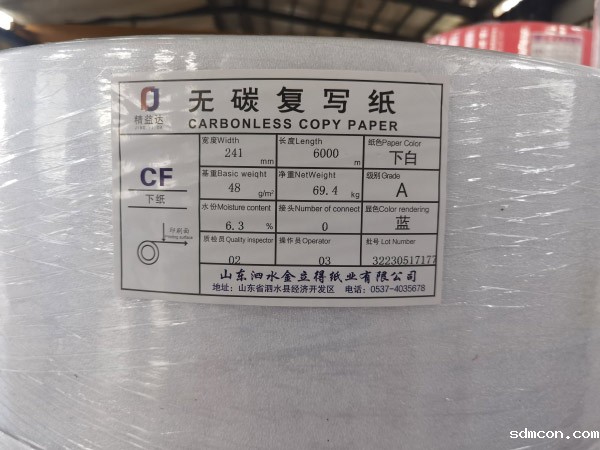 无碳复写纸
精益达
CARBONLESS COPY PAPER
宽度Width 241 mm 长度Length 6000 m 纸色Paper Color 下白
CF 下纸
基重Basic weight 48 g/m² 净重NetWeight 69.4 kg 级别Grade A
水份Moisture content 6.3 % 接头Number of connect 0 显色Color rendering 蓝
印刷面
Printing surface
质检员Quality inspector 02 操作员Operator 03 批号 Lot Number 32230517177
山东泗水金立得纸业有限公司
地址：山东省泗水县经济开发区 电话：0537-4035678
sdmcon.com